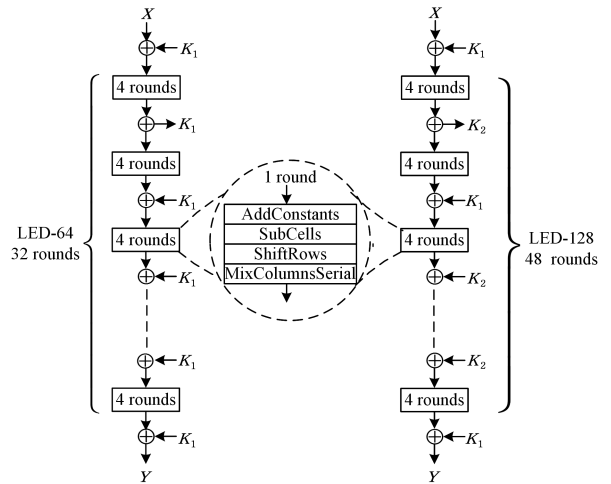 X
K1
4 rounds
K1
4 rounds
K1
4 rounds
K1
K1
4 rounds
K1
Y
LED-64
32 rounds
1 round
AddConstants
SubCells
ShiftRows
MixColumnsSerial
X
K1
4 rounds
K2
4 rounds
K1
4 rounds
K2
K2
4 rounds
K1
Y
LED-128
48 rounds